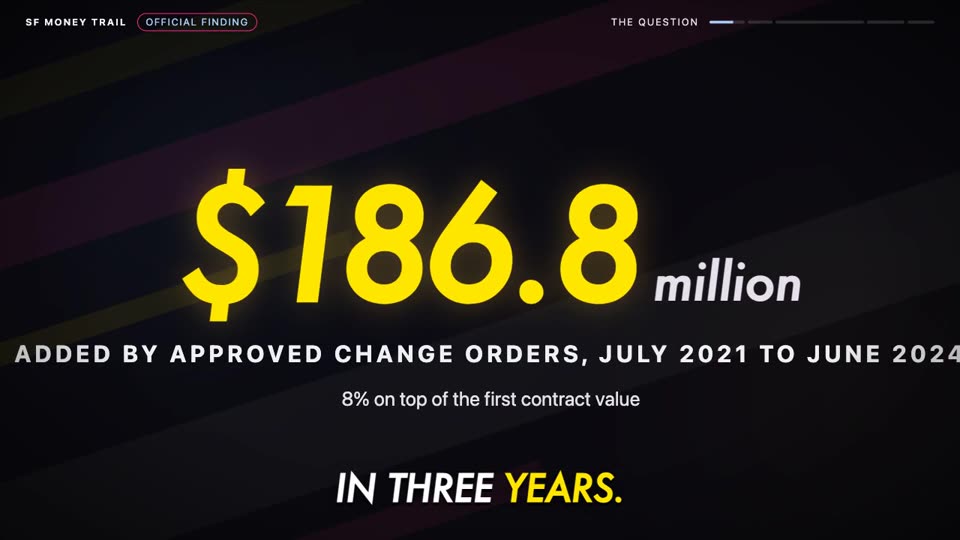 SF MONEY TRAIL
OFFICIAL FINDING
THE QUESTION
$186.8 million
ADDED BY APPROVED CHANGE ORDERS, JULY 2021 TO JUNE 2024
8% on top of the first contract value
IN THREE YEARS.